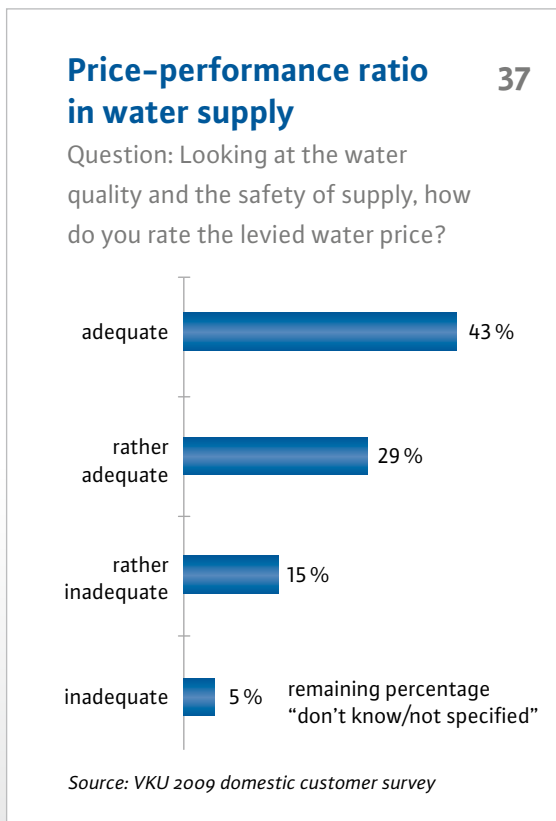 Price-performance ratio
in water supply
37
Question: Looking at the water
quality and the safety of supply, how
do you rate the levied water price?
adequate
43 %
rather
adequate
29 %
rather
inadequate
15 %
inadequate
5 %
remaining percentage
“don’t know/not specified”
Source: VKU 2009 domestic customer survey